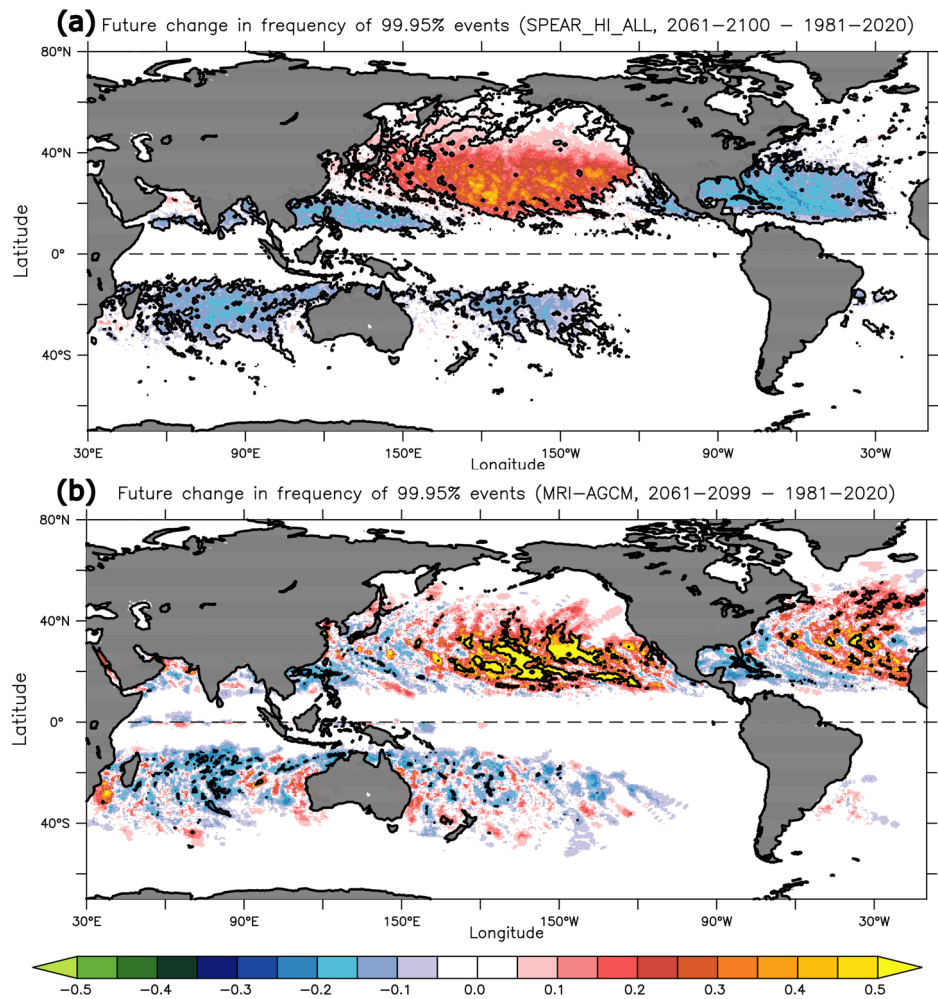 (a) Future change in frequency of 99.95% events (SPEAR_HI_ALL, 2061-2100 - 1981-2020)
80°N
40°N
0°
40°S
Latitude
30°E 90°E 150°E 150°W 90°W 30°W
Longitude
(b) Future change in frequency of 99.95% events (MRI-AGCM, 2061-2099 - 1981-2020)
80°N
40°N
0°
40°S
Latitude
30°E 90°E 150°E 150°W 90°W 30°W
Longitude
-0.5 -0.4 -0.3 -0.2 -0.1 0.0 0.1 0.2 0.3 0.4 0.5